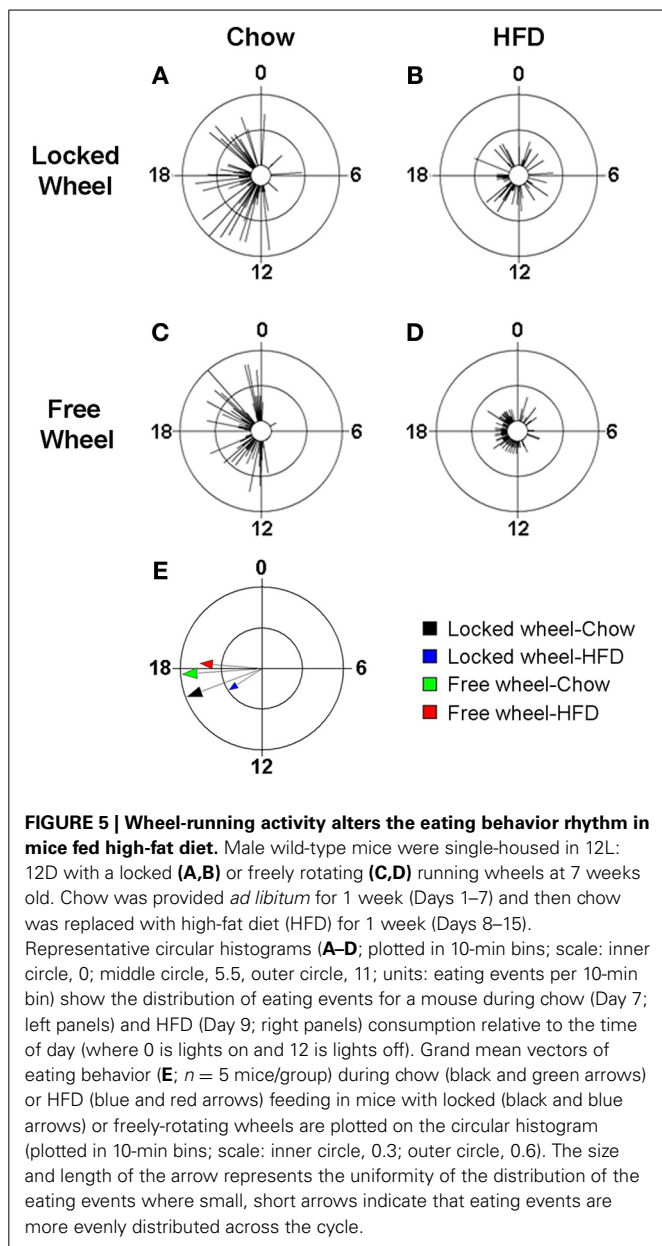 Chow HFD
A B
0 0
Locked
Wheel
18 6 18 6
12 12
C D
0 0
Free
Wheel
18 6 18 6
12 12
E
0
18 6
12
Locked wheel-Chow
Locked wheel-HFD
Free wheel-Chow
Free wheel-HFD
FIGURE 5 | Wheel-running activity alters the eating behavior rhythm in
mice fed high-fat diet. Male wild-type mice were single-housed in 12L:
12D with a locked (A,B) or freely rotating (C,D) running wheels at 7 weeks
old. Chow was provided ad libitum for 1 week (Days 1–7) and then chow
was replaced with high-fat diet (HFD) for 1 week (Days 8–15).
Representative circular histograms (A–D; plotted in 10-min bins; scale: inner
circle, 0; middle circle, 5.5, outer circle, 11; units: eating events per 10-min
bin) show the distribution of eating events for a mouse during chow (Day 7;
left panels) and HFD (Day 9; right panels) consumption relative to the time
of day (where 0 is lights on and 12 is lights off). Grand mean vectors of
eating behavior (E; n = 5 mice/group) during chow (black and green arrows)
or HFD (blue and red arrows) feeding in mice with locked (black and blue
arrows) or freely-rotating wheels are plotted on the circular histogram
(plotted in 10-min bins; scale: inner circle, 0.3; outer circle, 0.6). The size
and length of the arrow represents the uniformity of the distribution of the
eating events where small, short arrows indicate that eating events are
more evenly distributed across the cycle.